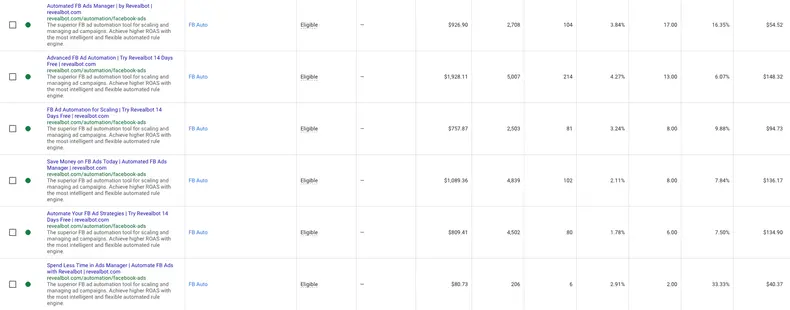 Automated FB Ads Manager | by Revealbot |
revealbot.com
revealbot.com/automation/facebook-ads
The superior FB ad automation tool for scaling and
managing ad campaigns. Achieve higher ROAS with
the most intelligent and flexible automated rule
engine.
FB Auto Eligible — $926.90 2,708 104 3.84% 17.00 16.35% $54.52
Advanced FB Ad Automation | Try Revealbot 14 Days
Free | revealbot.com
revealbot.com/automation/facebook-ads
The superior FB ad automation tool for scaling and
managing ad campaigns. Achieve higher ROAS with
the most intelligent and flexible automated rule
engine.
FB Auto Eligible — $1,928.11 5,007 214 4.27% 13.00 6.07% $148.32
FB Ad Automation for Scaling | Try Revealbot 14
Days Free | revealbot.com
revealbot.com/automation/facebook-ads
The superior FB ad automation tool for scaling and
managing ad campaigns. Achieve higher ROAS with
the most intelligent and flexible automated rule
engine.
FB Auto Eligible — $757.87 2,503 81 3.24% 8.00 9.88% $94.73
Save Money on FB Ads Today | Automated FB Ads
Manager | revealbot.com
revealbot.com/automation/facebook-ads
The superior FB ad automation tool for scaling and
managing ad campaigns. Achieve higher ROAS with
the most intelligent and flexible automated rule
engine.
FB Auto Eligible — $1,089.36 4,839 102 2.11% 8.00 7.84% $136.17
Automate Your FB Ad Strategies | Try Revealbot 14
Days Free | revealbot.com
revealbot.com/automation/facebook-ads
The superior FB ad automation tool for scaling and
managing ad campaigns. Achieve higher ROAS with
the most intelligent and flexible automated rule
engine.
FB Auto Eligible — $809.41 4,502 80 1.78% 6.00 7.50% $134.90
Spend Less Time in Ads Manager | Automate FB Ads
with Revealbot | revealbot.com
revealbot.com/automation/facebook-ads
The superior FB ad automation tool for scaling and
managing ad campaigns. Achieve higher ROAS with
the most intelligent and flexible automated rule
engine.
FB Auto Eligible — $80.73 206 6 2.91% 2.00 33.33% $40.37